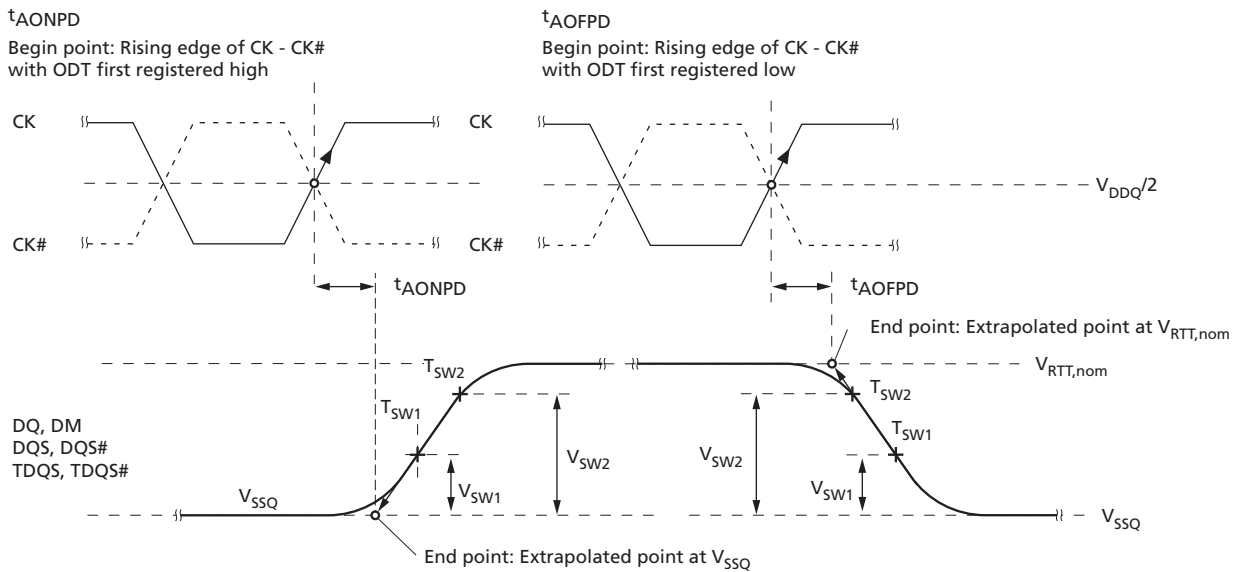 tAONPD
Begin point: Rising edge of CK - CK#
with ODT first registered high
tAOFPD
Begin point: Rising edge of CK - CK#
with ODT first registered low
CK
CK
VDDQ/2
CK#
CK#
tAONPD
tAOFPD
End point: Extrapolated point at VRTT,nom
VRTT,nom
TSW2
TSW2
TSW1
TSW1
DQ, DM
DQS, DQS#
TDQS, TDQS#
VSW2
VSW2
VSW1
VSW1
VSSQ
VSSQ
End point: Extrapolated point at VSSQ